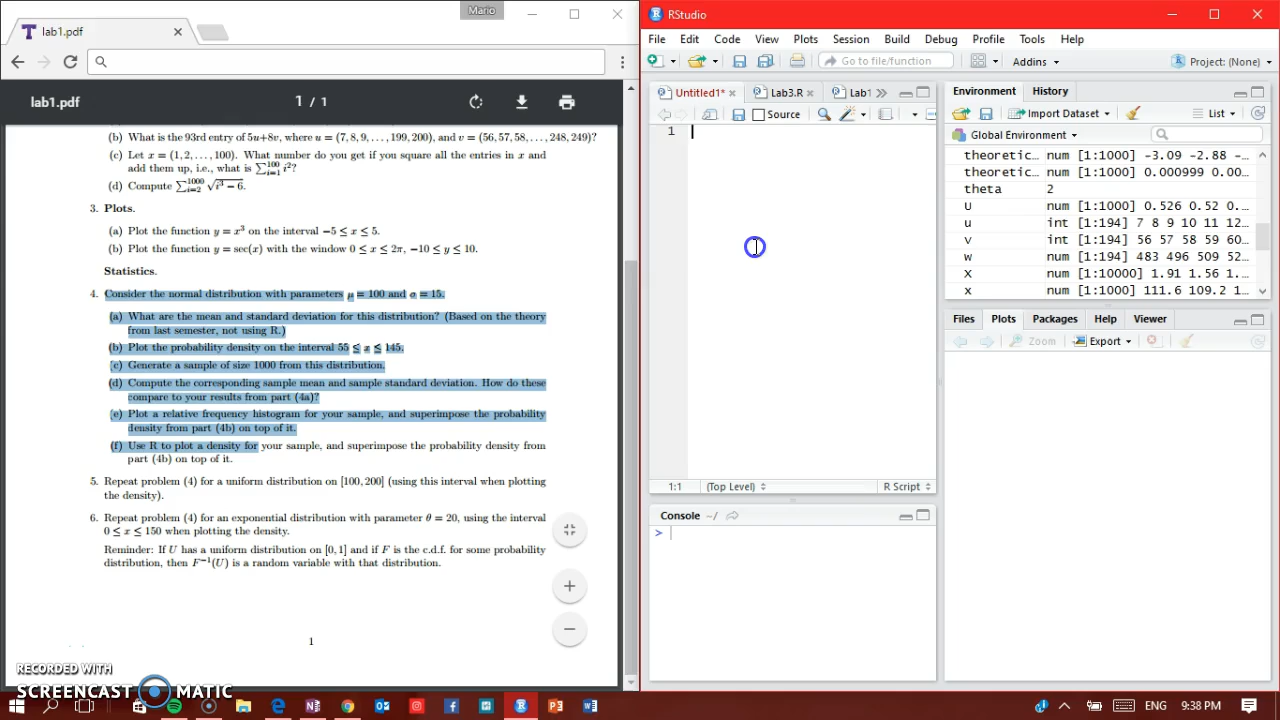 Mario
lab1.pdf
lab1.pdf
1 / 1
(b) What is the 93rd entry of 5u+8v, where u = (7, 8, 9, . . . , 199, 200), and v = (56, 57, 58, . . . , 248, 249)?
(c) Let x = (1, 2, . . . , 100). What number do you get if you square all the entries in x and
add them up, i.e., what is ∑ᵢ₌₁¹⁰⁰ i²?
(d) Compute ∑ᵢ₌₂¹⁰⁰⁰ √(i³ − 6).
3. Plots.
(a) Plot the function y = x³ on the interval −5 ≤ x ≤ 5.
(b) Plot the function y = sec(x) with the window 0 ≤ x ≤ 2π, −10 ≤ y ≤ 10.
Statistics.
4. Consider the normal distribution with parameters μ = 100 and σ = 15.
(a) What are the mean and standard deviation for this distribution? (Based on the theory
from last semester, not using R.)
(b) Plot the probability density on the interval 55 ≤ x ≤ 145.
(c) Generate a sample of size 1000 from this distribution.
(d) Compute the corresponding sample mean and sample standard deviation. How do these
compare to your results from part (4a)?
(e) Plot a relative frequency histogram for your sample, and superimpose the probability
density from part (4b) on top of it.
(f) Use R to plot a density for your sample, and superimpose the probability density from
part (4b) on top of it.
5. Repeat problem (4) for a uniform distribution on [100, 200] (using this interval when plotting
the density).
6. Repeat problem (4) for an exponential distribution with parameter θ = 20, using the interval
0 ≤ x ≤ 150 when plotting the density.
Reminder: If U has a uniform distribution on [0, 1] and if F is the c.d.f. for some probability
distribution, then F⁻¹(U) is a random variable with that distribution.
1
RECORDED WITH
SCREENCAST MATIC
RStudio
File Edit Code View Plots Session Build Debug Profile Tools Help
Go to file/function
Addins
Project: (None)
Untitled1* Lab3.R Lab1
Source
1
1:1 (Top Level) R Script
Console ~/
>
Environment History
Import Dataset List
Global Environment
theoretic... num [1:1000] -3.09 -2.88 -...
theoretic... num [1:1000] 0.000999 0.00...
theta 2
U num [1:1000] 0.526 0.52 0...
u int [1:194] 7 8 9 10 11 12...
v int [1:194] 56 57 58 59 60...
w num [1:194] 483 496 509 52...
X num [1:10000] 1.91 1.56 1...
x num [1:1000] 111.6 109.2 1...
Files Plots Packages Help Viewer
Zoom Export
9:38 PM